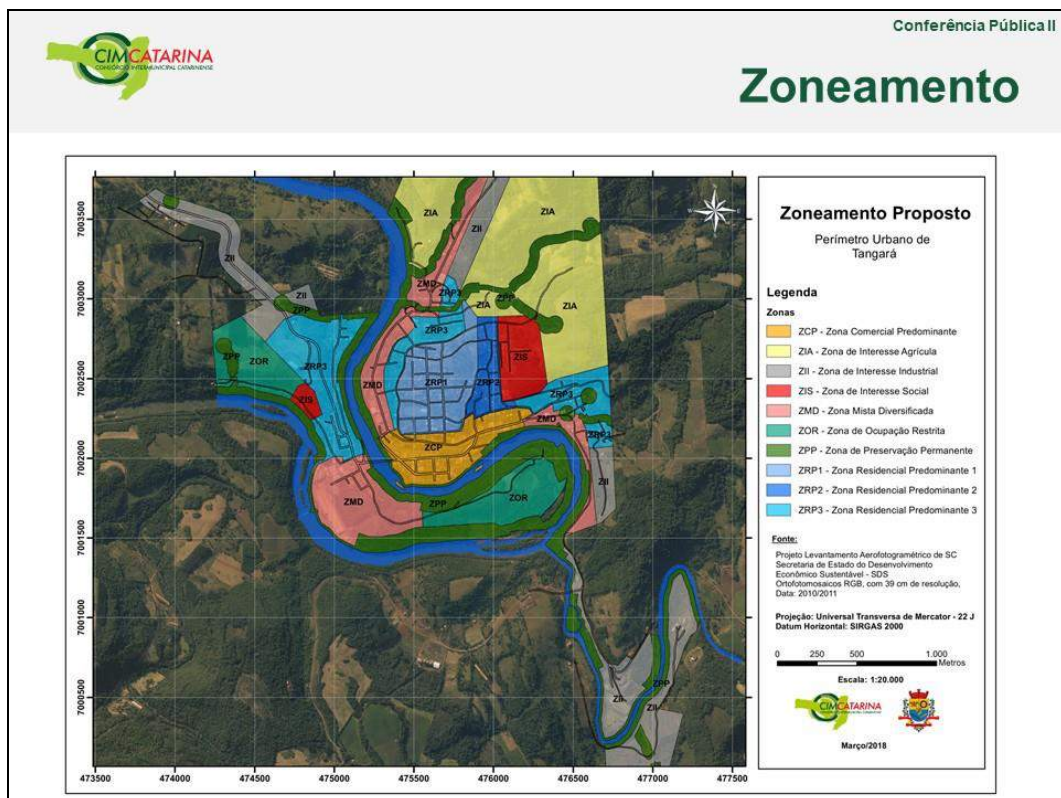 Conferência Pública II
CIMCATARINA
CONSÓRCIO INTERMUNICIPAL CATARINENSE
Zoneamento
7003500
7003000
7002500
7002000
7001500
7001000
7000500
473500
474000
474500
475000
475500
476000
476500
477000
477500
ZIA
ZII
ZIA
ZII
ZMD
ZRP3
ZII
ZPP
ZIA
ZPP
ZIA
ZRP3
ZPP
ZOR
ZRP3
ZMD
ZRP1
ZRP2
ZIS
ZIS
ZRP3
ZMD
ZCP
ZRP3
ZII
ZMD
ZPP
ZOR
ZII
ZPP
ZII
Zoneamento Proposto
Perímetro Urbano de
Tangará
Legenda
Zonas
ZCP - Zona Comercial Predominante
ZIA - Zona de Interesse Agrícula
ZII - Zona de Interesse Industrial
ZIS - Zona de Interesse Social
ZMD - Zona Mista Diversificada
ZOR - Zona de Ocupação Restrita
ZPP - Zona de Preservação Permanente
ZRP1 - Zona Residencial Predominante 1
ZRP2 - Zona Residencial Predominante 2
ZRP3 - Zona Residencial Predominante 3
Fonte:
Projeto Levantamento Aerofotogramétrico de SC
Secretaria de Estado do Desenvolvimento
Econômico Sustentável - SDS
Ortofotomosaicos RGB, com 39 cm de resolução,
Data: 2010/2011
Projeção: Universal Transversa de Mercator - 22 J
Datum Horizontal: SIRGAS 2000
0 250 500 1.000
Metros
Escala: 1:20.000
CIMCATARINA
Março/2018